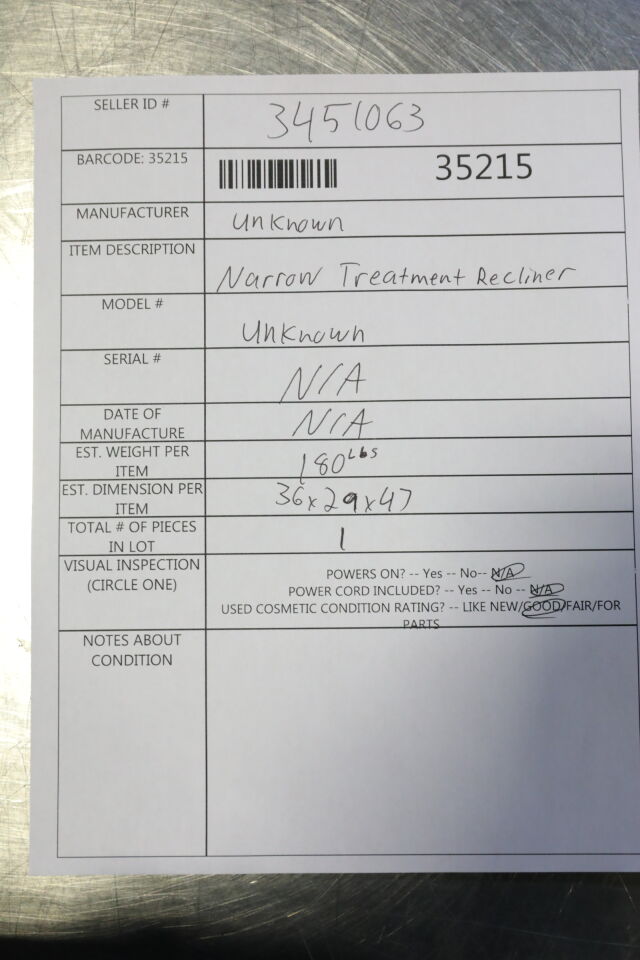 SELLER ID # 3451063
BARCODE: 35215 35215
MANUFACTURER Unknown
ITEM DESCRIPTION Narrow Treatment Recliner
MODEL # Unknown
SERIAL # N/A
DATE OF
MANUFACTURE N/A
EST. WEIGHT PER
ITEM 180 Lbs
EST. DIMENSION PER
ITEM 36x29x47
TOTAL # OF PIECES
IN LOT 1
VISUAL INSPECTION
(CIRCLE ONE)
POWERS ON? -- Yes -- No-- N/A
POWER CORD INCLUDED? -- Yes -- No -- N/A
USED COSMETIC CONDITION RATING? -- LIKE NEW/GOOD/FAIR/FOR
PARTS
NOTES ABOUT
CONDITION